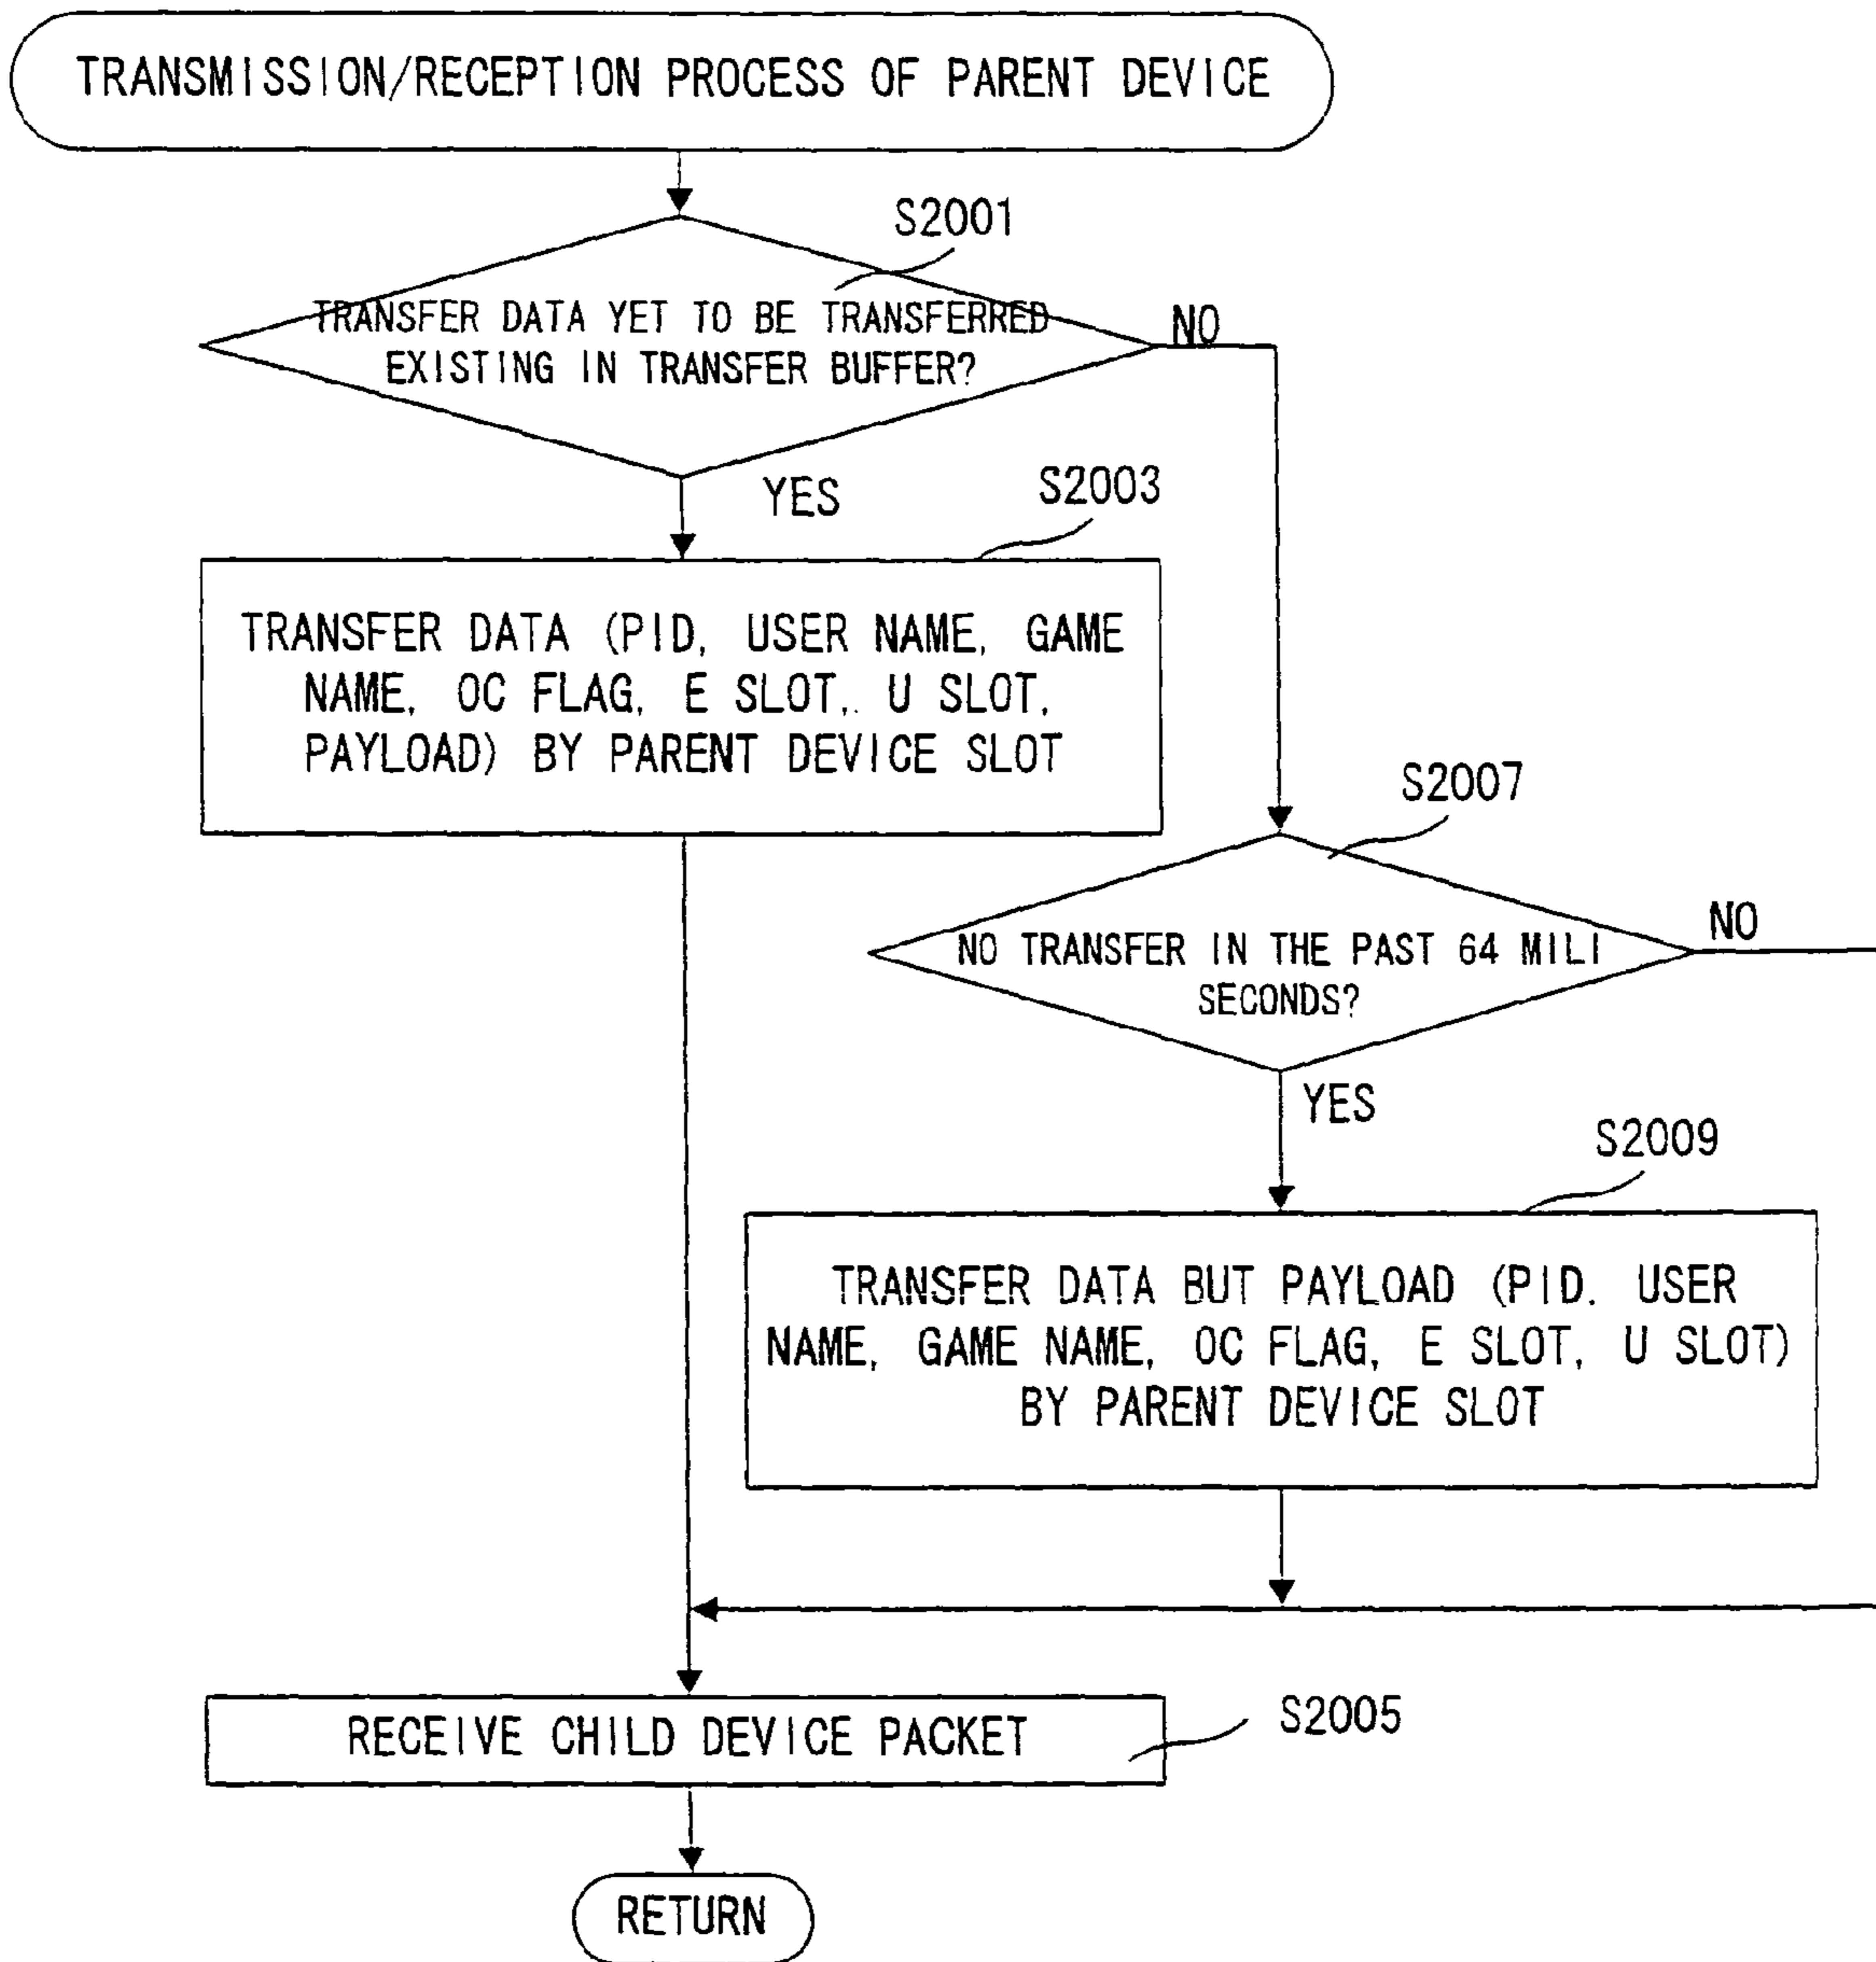 TRANSMISSION/RECEPTION PROCESS OF PARENT DEVICE
S2001
TRANSFER DATA YET TO BE TRANSFERRED
EXISTING IN TRANSFER BUFFER?
NO
YES
S2003
TRANSFER DATA (PID, USER NAME, GAME
NAME, OC FLAG, E SLOT, U SLOT,
PAYLOAD) BY PARENT DEVICE SLOT
S2007
NO TRANSFER IN THE PAST 64 MILI
SECONDS?
NO
YES
S2009
TRANSFER DATA BUT PAYLOAD (PID. USER
NAME, GAME NAME, OC FLAG, E SLOT, U SLOT)
BY PARENT DEVICE SLOT
RECEIVE CHILD DEVICE PACKET
S2005
RETURN